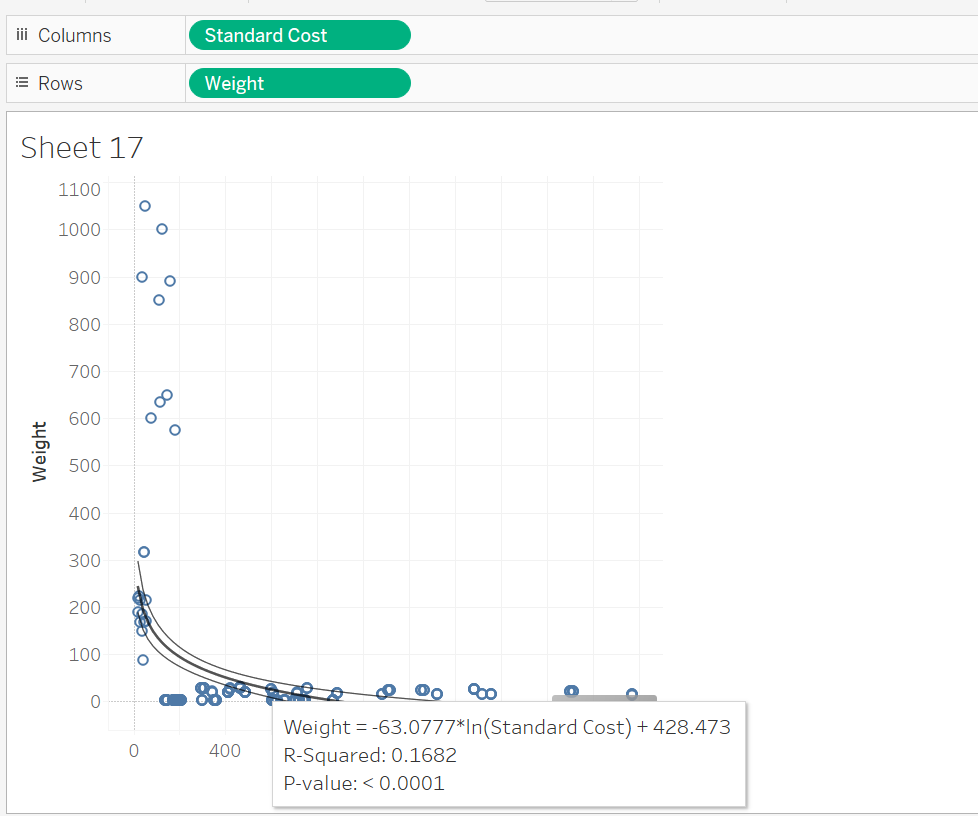 Columns
Standard Cost
Rows
Weight
Sheet 17
1100
1000
900
800
700
600
500
400
300
200
100
0
Weight
0
400
Weight = -63.0777*ln(Standard Cost) + 428.473
R-Squared: 0.1682
P-value: < 0.0001